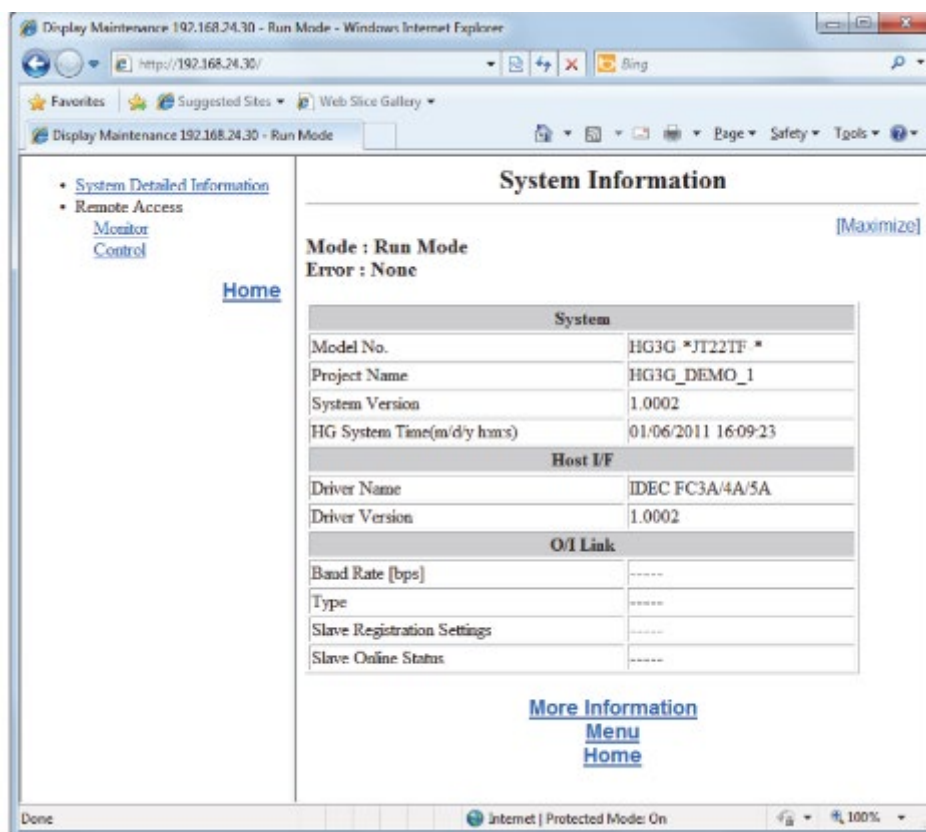 Display Maintenance 192.168.24.30 - Run Mode - Windows Internet Explorer
http://192.168.24.30/
Bing
Favorites Suggested Sites Web Slice Gallery
Display Maintenance 192.168.24.30 - Run Mode
Page Safety Tools
• System Detailed Information
• Remote Access
Monitor
Control
Home
System Information
[Maximize]
Mode : Run Mode
Error : None
System
Model No. HG3G-*JT22TF-*
Project Name HG3G_DEMO_1
System Version 1.0002
HG System Time(m/d/y h:m:s) 01/06/2011 16:09:23
Host I/F
Driver Name IDEC FC3A/4A/5A
Driver Version 1.0002
O/I Link
Baud Rate [bps] -----
Type -----
Slave Registration Settings -----
Slave Online Status -----
More Information
Menu
Home
Done
Internet | Protected Mode: On
100%